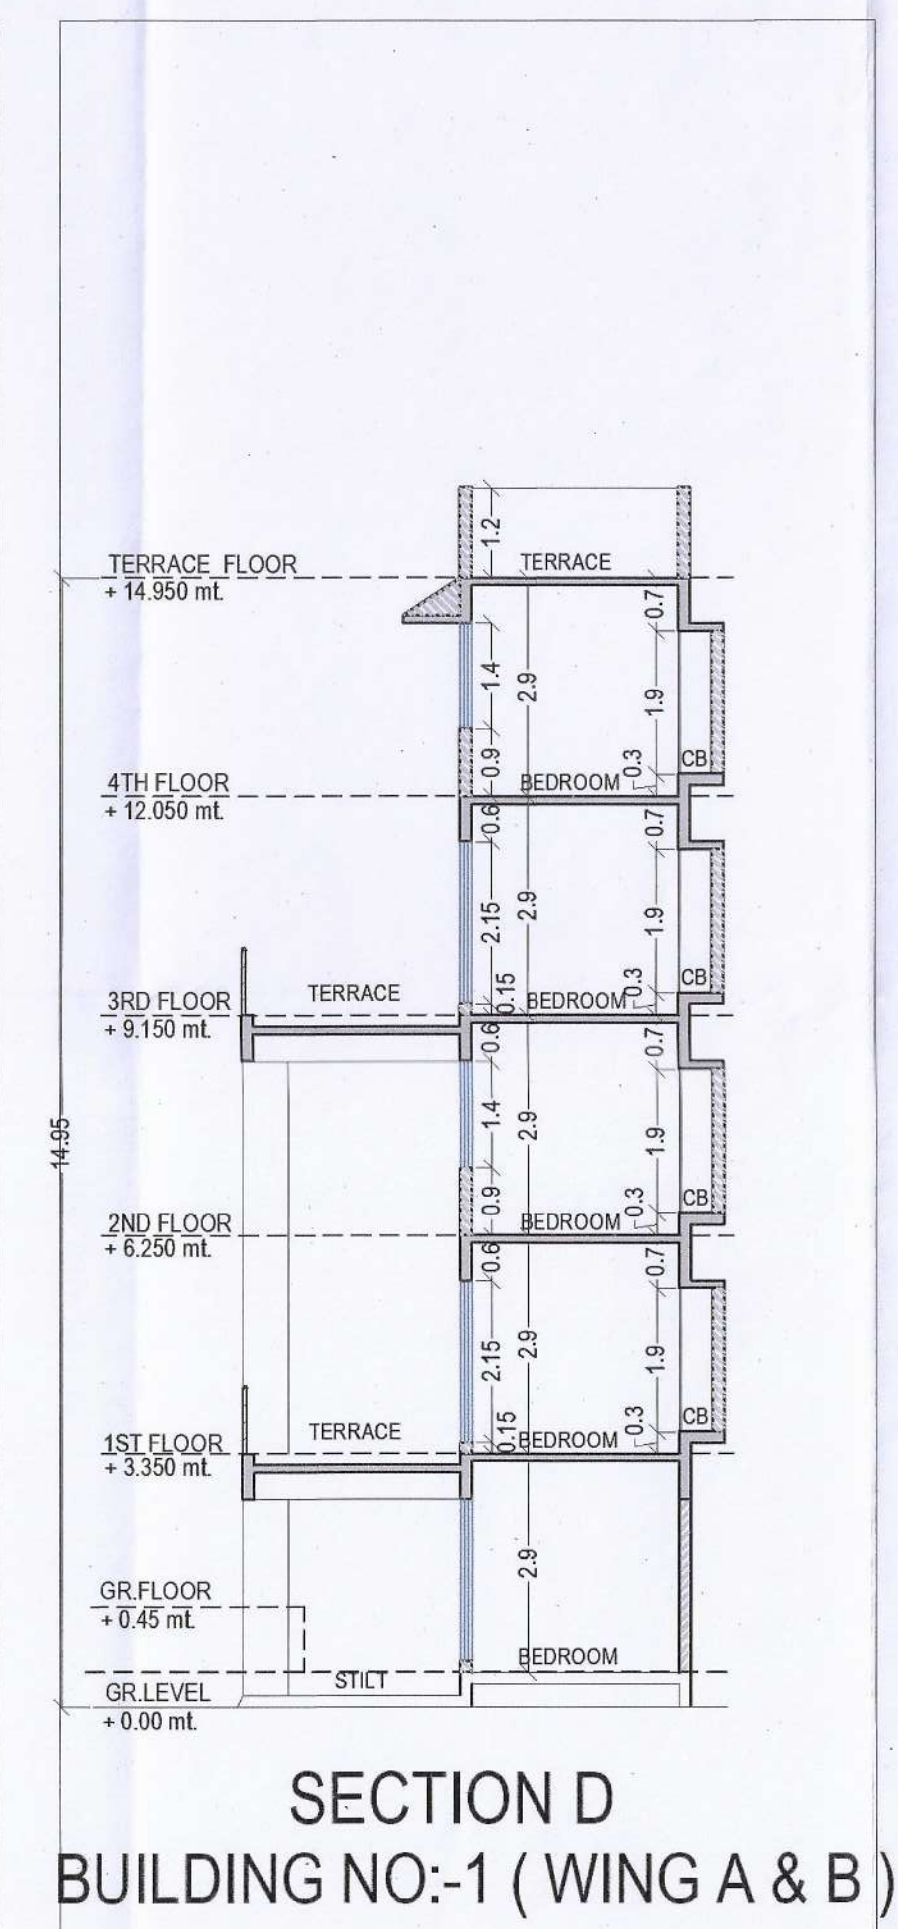 1.2
TERRACE FLOOR
TERRACE
+ 14.950 mt.
0.7
1.4
2.9
1.9
0.3
CB
0.9
4TH FLOOR
BEDROOM
+ 12.050 mt.
0.6
0.7
2.15
2.9
1.9
0.3
CB
0.15
3RD FLOOR
TERRACE
BEDROOM
+ 9.150 mt.
0.6
0.7
14.95
1.4
2.9
1.9
0.3
CB
0.9
2ND FLOOR
BEDROOM
+ 6.250 mt.
0.6
0.7
2.15
2.9
1.9
0.3
CB
0.15
1ST FLOOR
TERRACE
BEDROOM
+ 3.350 mt.
2.9
GR.FLOOR
+ 0.45 mt.
BEDROOM
STILT
GR.LEVEL
+ 0.00 mt.
SECTION D
BUILDING NO:-1 ( WING A & B )